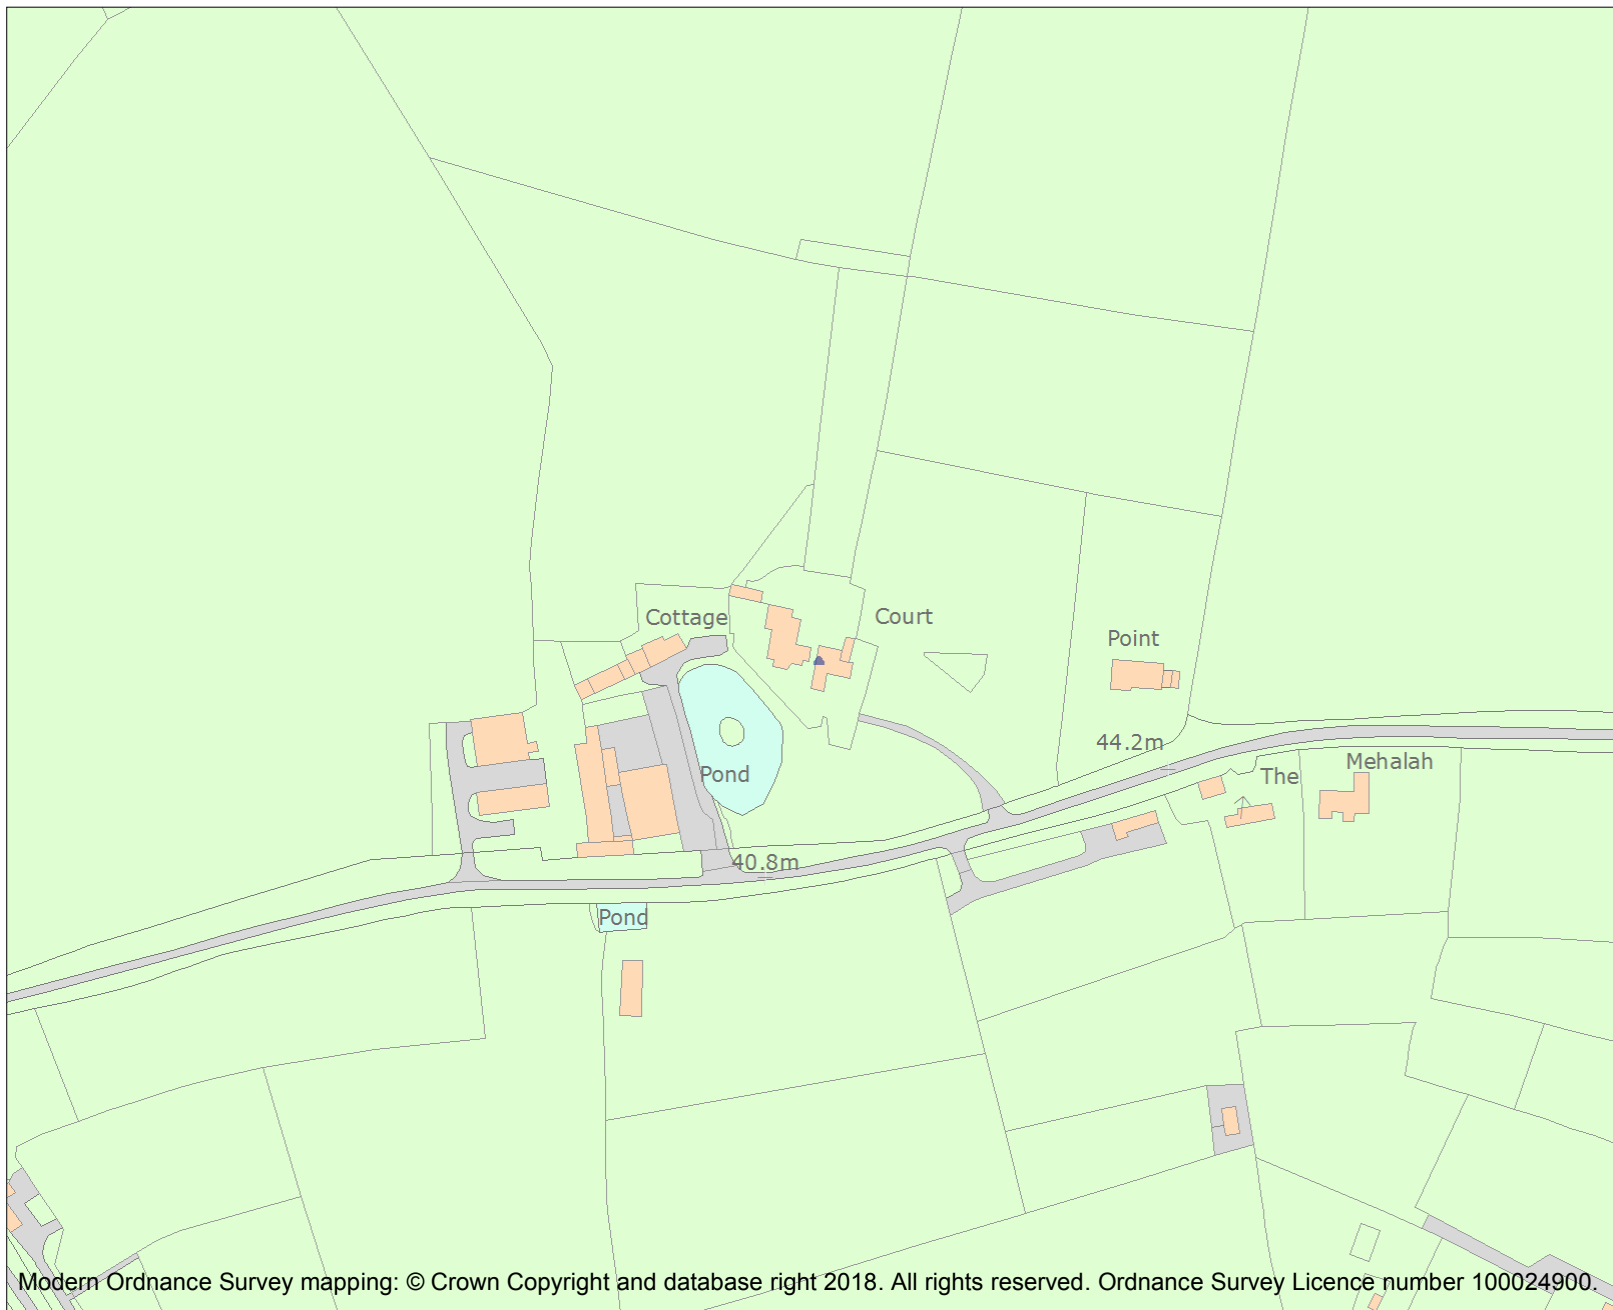 Cottage
Court
Point
44.2m
Mehalah
The
Pond
40.8m
Pond
Modern Ordnance Survey mapping: © Crown Copyright and database right 2018. All rights reserved. Ordnance Survey Licence number 100024900.